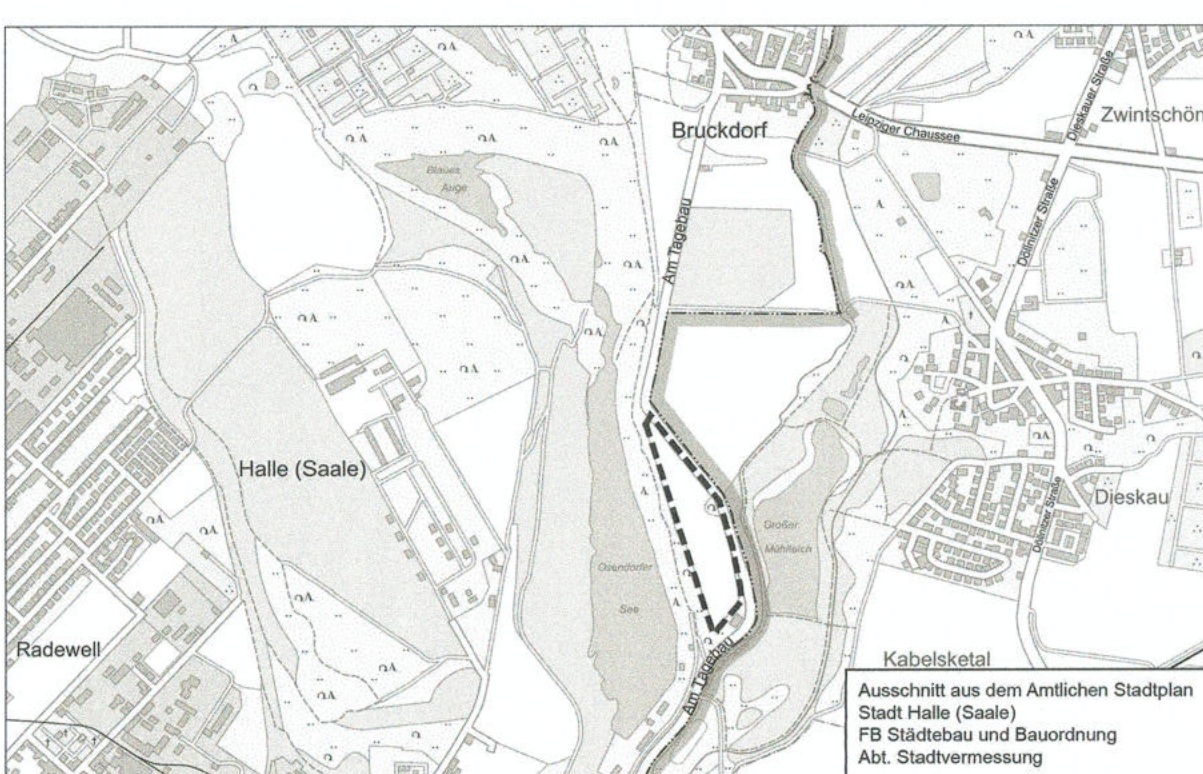 Bruckdorf
Leipziger Chaussee
Dieskauer Straße
Zwintschön
Blaues
Auge
Am Tagebau
Döllnitzer Straße
Halle (Saale)
Osendorfer
See
Großer
Mühlteich
Dieskau
Döllnitzer Straße
Radewell
Am Tagebau
Kabelsketal
Ausschnitt aus dem Amtlichen Stadtplan
Stadt Halle (Saale)
FB Städtebau und Bauordnung
Abt. Stadtvermessung